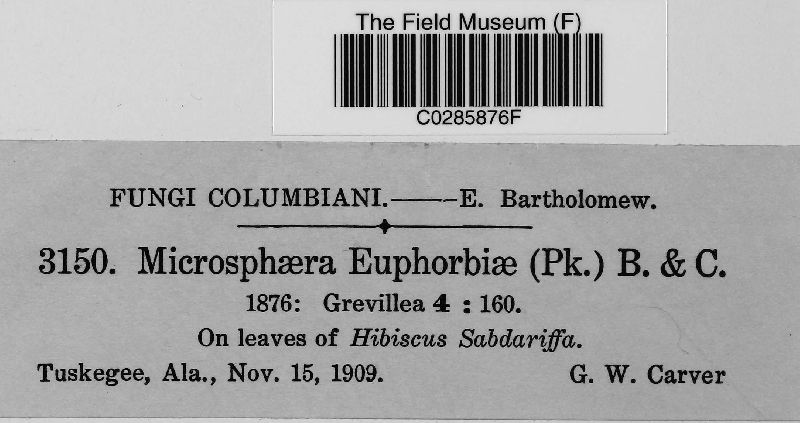 The Field Museum (F)
C0285876F
FUNGI COLUMBIANI.——E. Bartholomew.
3150. Microsphæra Euphorbiæ (Pk.) B. & C.
1876: Grevillea 4 : 160.
On leaves of Hibiscus Sabdariffa.
Tuskegee, Ala., Nov. 15, 1909. G. W. Carver